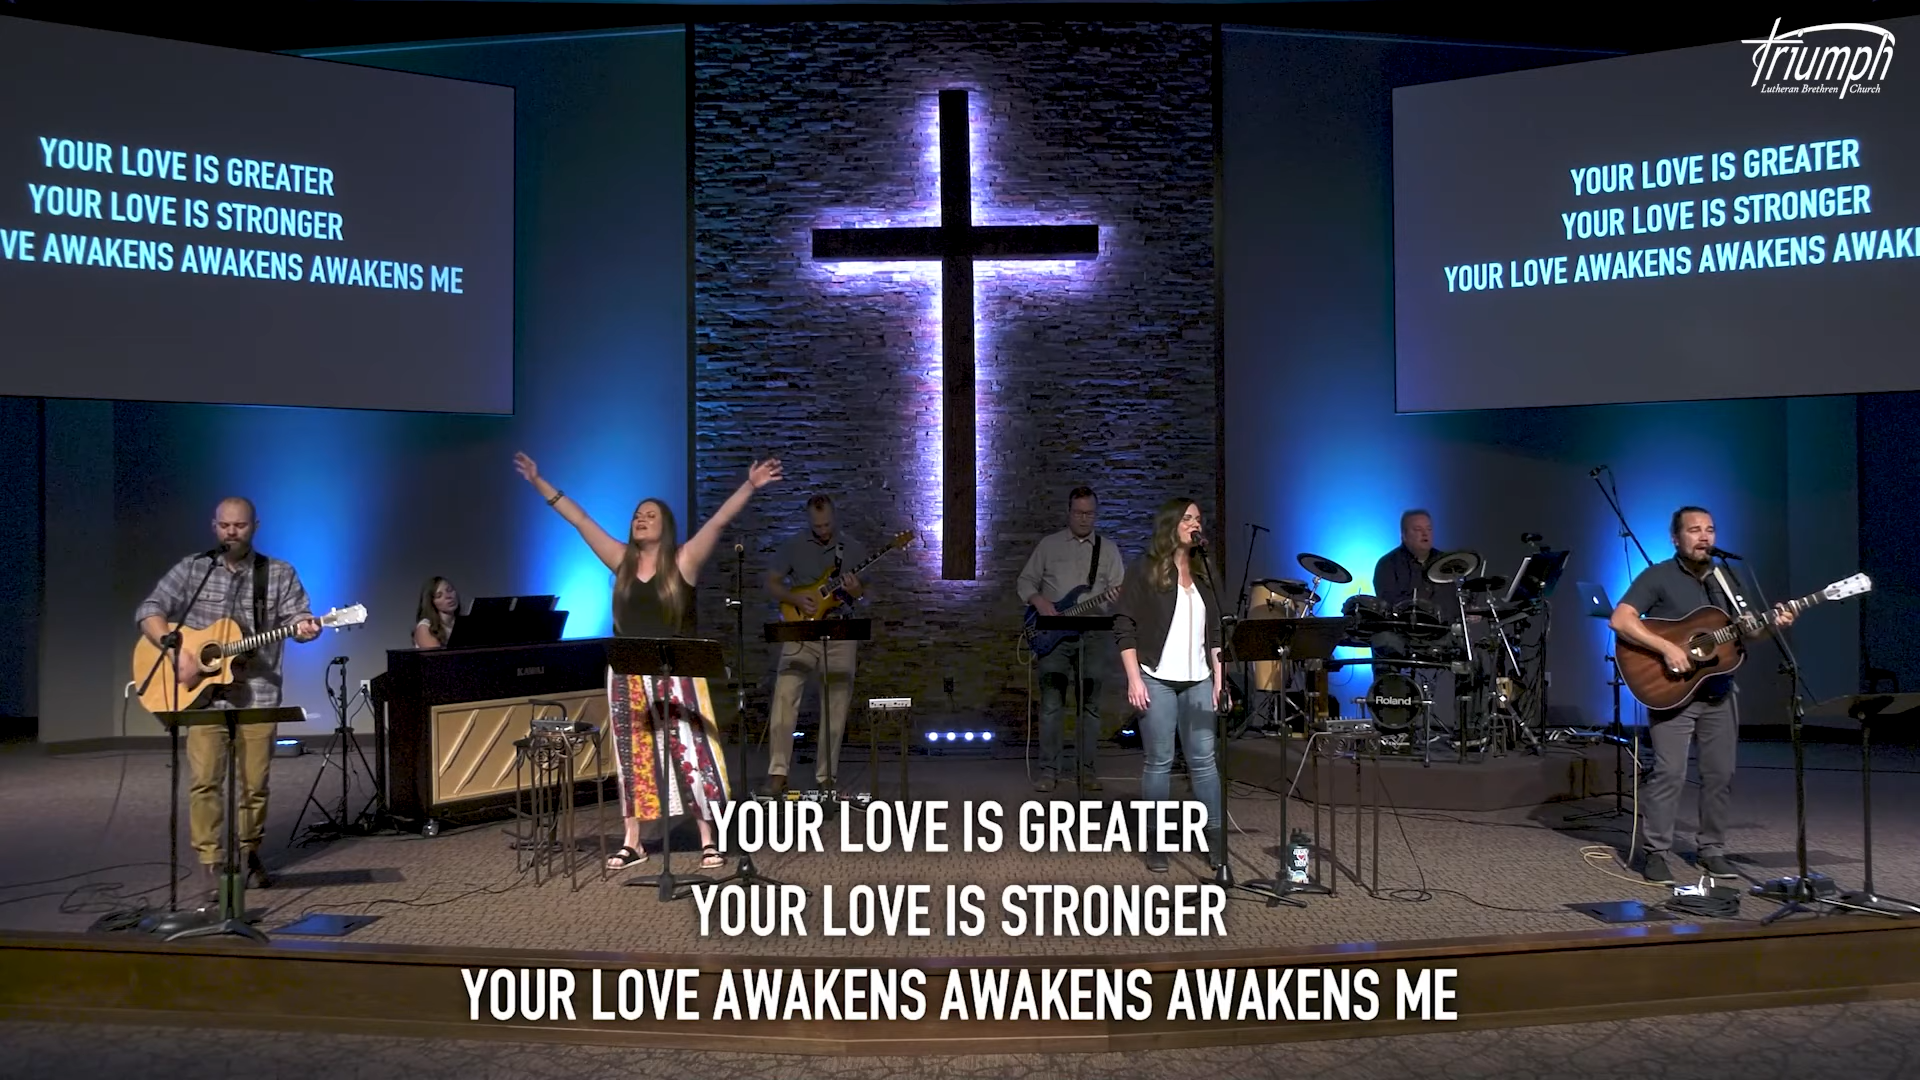 triumph
Lutheran Brethren Church
YOUR LOVE IS GREATER
YOUR LOVE IS STRONGER
VE AWAKENS AWAKENS AWAKENS ME
YOUR LOVE IS GREATER
YOUR LOVE IS STRONGER
YOUR LOVE AWAKENS AWAKENS AWAKE
Roland
YOUR LOVE IS GREATER
YOUR LOVE IS STRONGER
YOUR LOVE AWAKENS AWAKENS AWAKENS ME